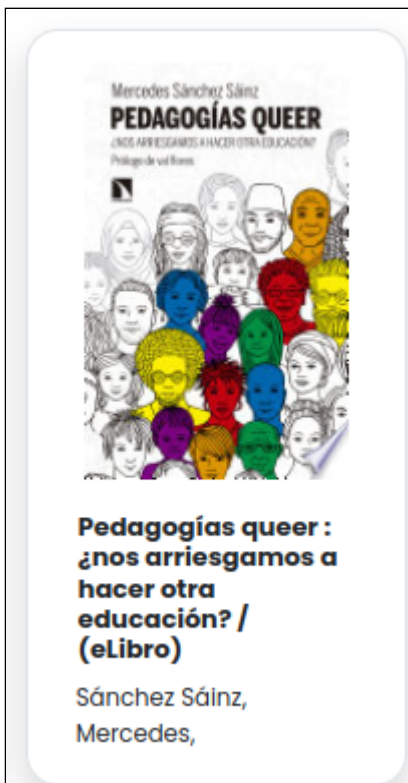 Mercedes Sánchez Sáinz
PEDAGOGÍAS QUEER
¿NOS ARRIESGAMOS A HACER OTRA EDUCACIÓN?
Prólogo de val flores
Pedagogías queer :
¿nos arriesgamos a
hacer otra
educación? /
(eLibro)
Sánchez Sáinz,
Mercedes,